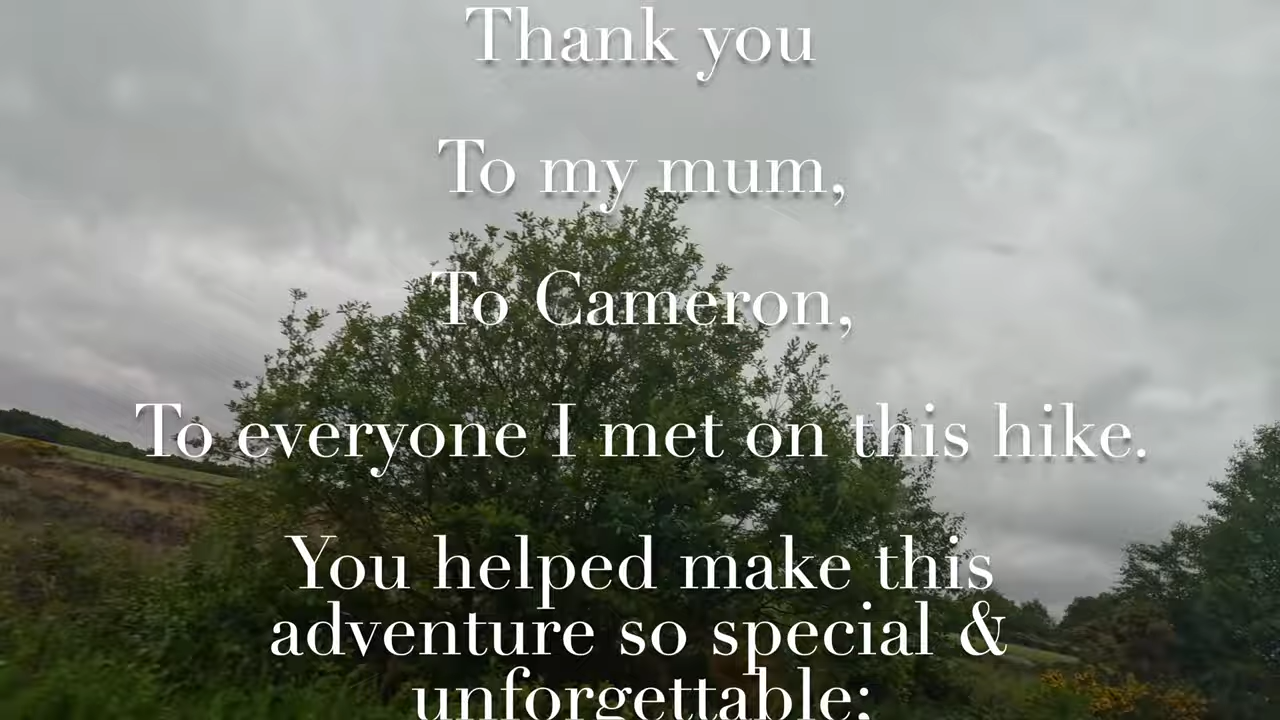 Thank you
To my mum,
To Cameron,
To everyone I met on this hike.
You helped make this
adventure so special &
unforgettable;